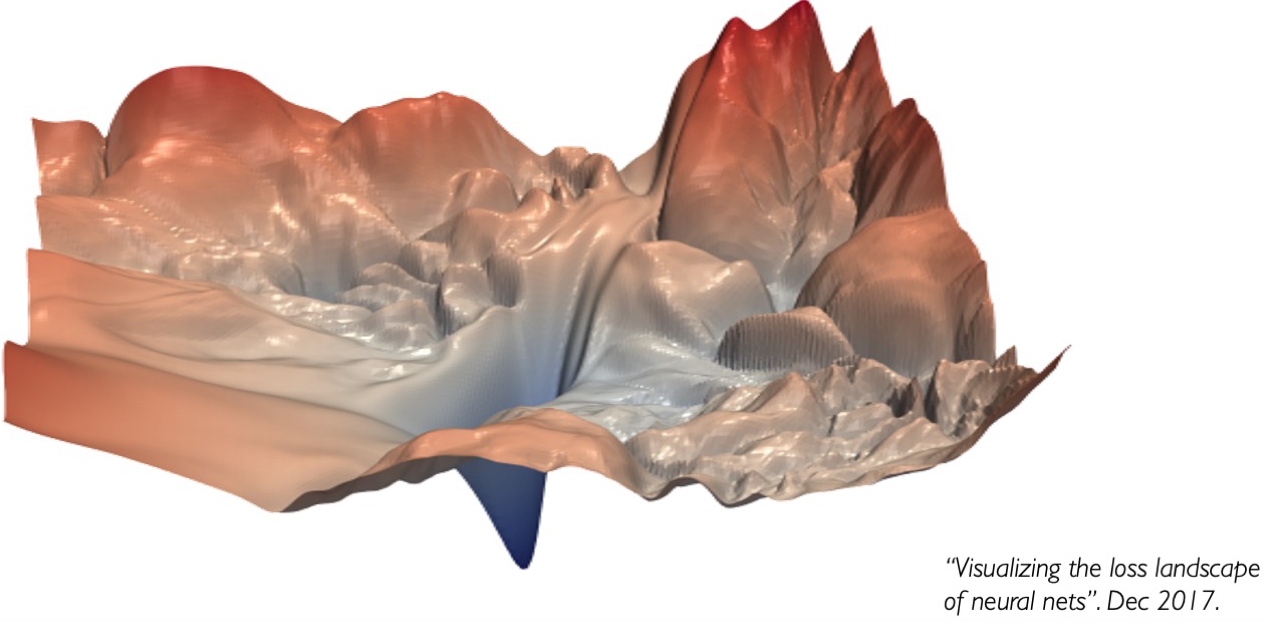 “Visualizing the loss landscape
of neural nets”. Dec 2017.